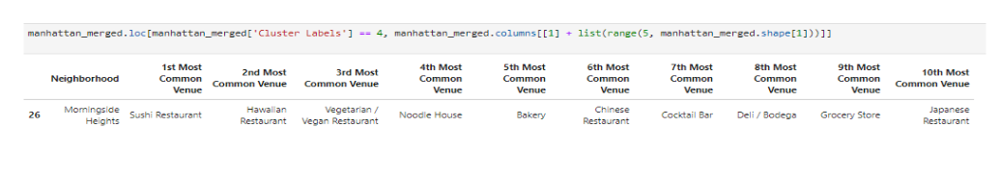 manhattan_merged.loc[manhattan_merged['Cluster Labels'] == 4, manhattan_merged.columns[[1] + list(range(5, manhattan_merged.shape[1]))]]
Neighborhood 1st Most Common Venue 2nd Most Common Venue 3rd Most Common Venue 4th Most Common Venue 5th Most Common Venue 6th Most Common Venue 7th Most Common Venue 8th Most Common Venue 9th Most Common Venue 10th Most Common Venue
26 Morningside Heights Sushi Restaurant Hawaiian Restaurant Vegetarian / Vegan Restaurant Noodle House Bakery Chinese Restaurant Cocktail Bar Deli / Bodega Grocery Store Japanese Restaurant